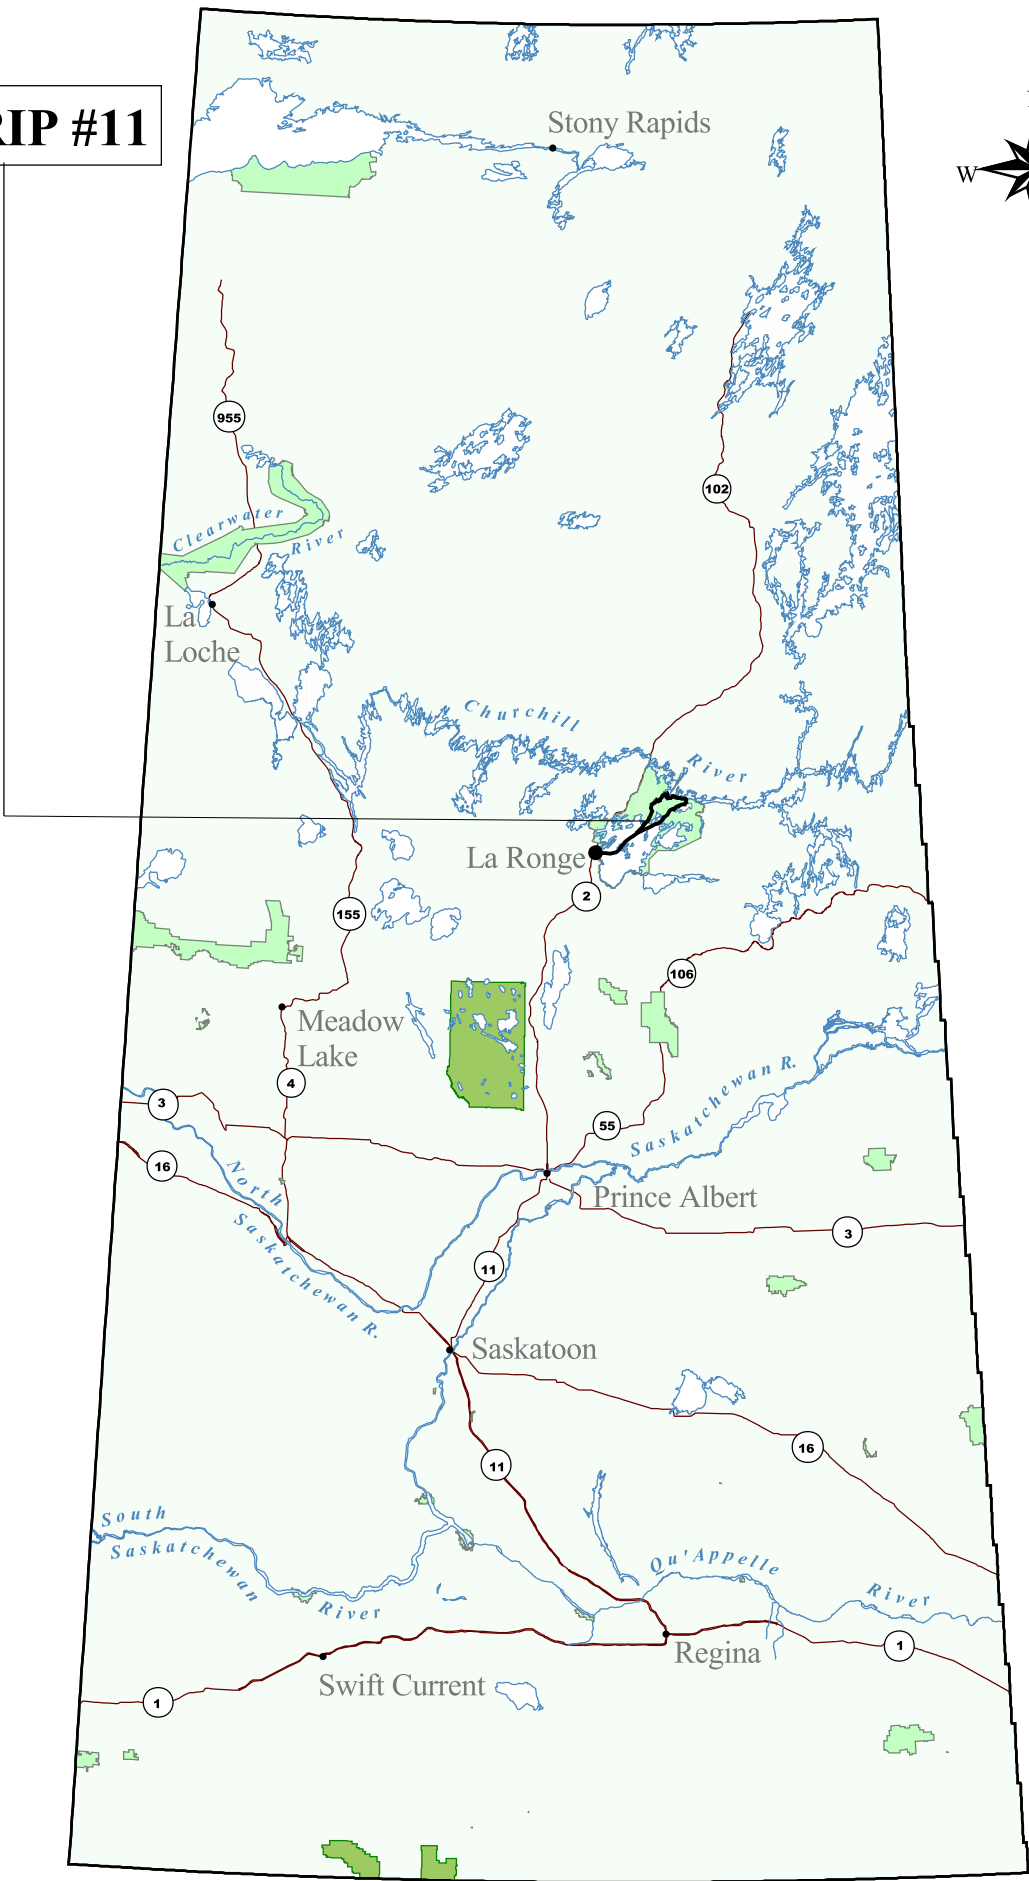 RIP #11
Stony Rapids
W
955
102
Clearwater
River
La
Loche
Churchill
River
La Ronge
2
155
106
Meadow
Lake
4
3
55
Saskatchewan R.
16
North
Saskatchewan R.
Prince Albert
3
11
Saskatoon
16
11
South
Saskatchewan
River
Qu'Appelle
River
Regina
1
Swift Current
1